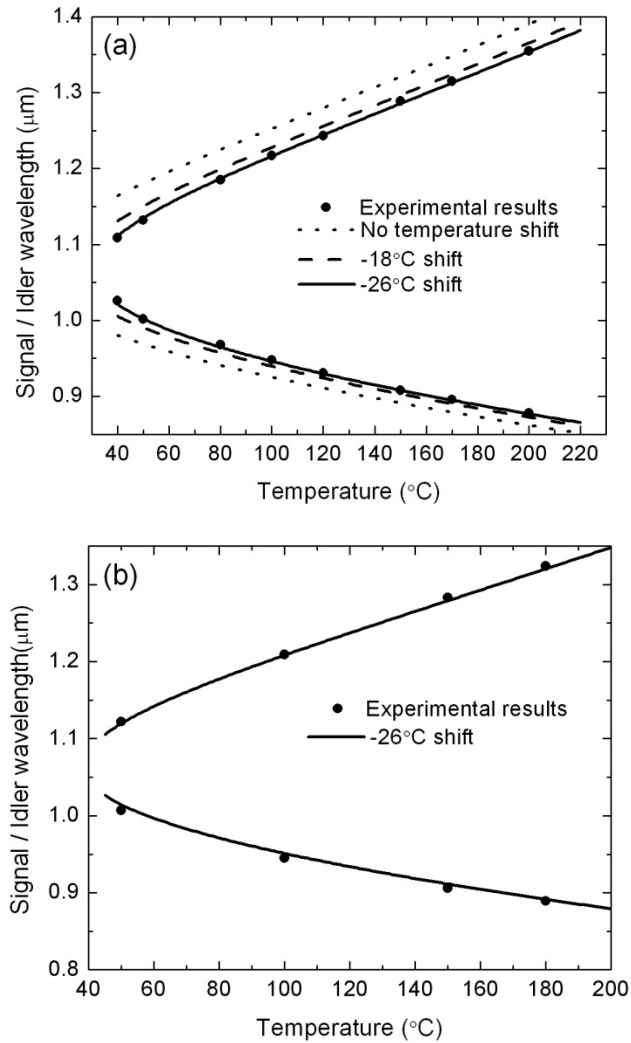 (a)
1.4
1.3
1.2
1.1
1.0
0.9
Signal / Idler wavelength (μm)
Experimental results
No temperature shift
-18°C shift
-26°C shift
40 60 80 100 120 140 160 180 200 220
Temperature (°C)
(b)
1.3
1.2
1.1
1.0
0.9
0.8
Signal / Idler wavelength(μm)
Experimental results
-26°C shift
40 60 80 100 120 140 160 180 200
Temperature (°C)